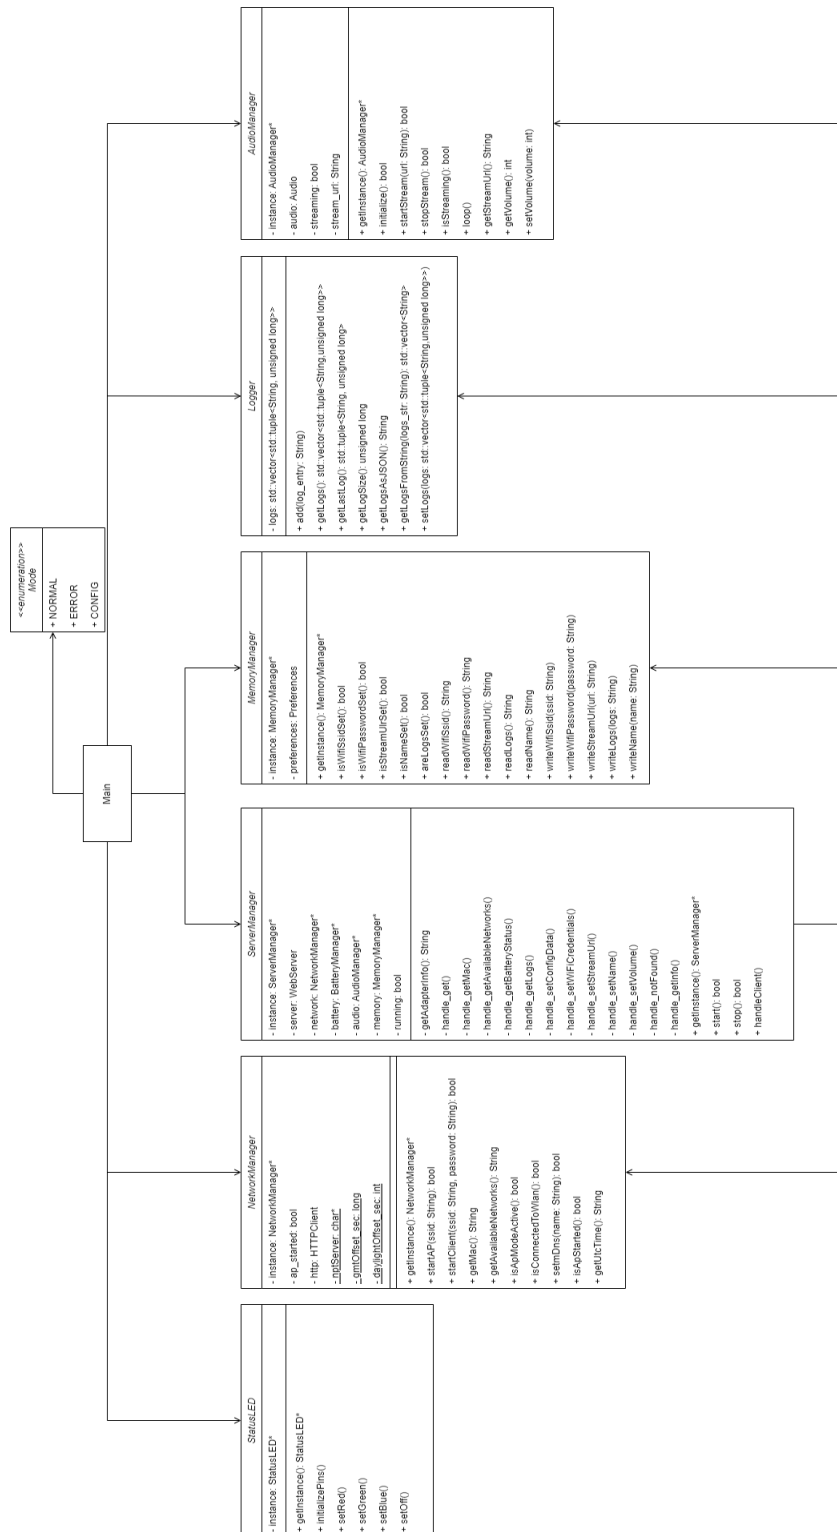 <<enumeration>>
Mode
+ NORMAL
+ ERROR
+ CONFIG
Main
StatusLED
- instance: StatusLED*
+ getInstance(): StatusLED*
+ initializePins()
+ setRed()
+ setGreen()
+ setBlue()
+ setOff()
NetworkManager
- instance: NetworkManager*
- ap_started: bool
- http: HTTPClient
- nptServer: char*
- gmtOffset_sec: long
- daylightOffset_sec: int
+ getInstance(): NetworkManager*
+ startAP(ssid: String): bool
+ startClient(ssid: String, password: String): bool
+ getMac(): String
+ getAvailableNetworks(): String
+ isApModeActive(): bool
+ isConnectedToWlan(): bool
+ setmDns(name: String): bool
+ isApStarted(): bool
+ getUtcTime(): String
ServerManager
- instance: ServerManager*
- server: WebServer
- network: NetworkManager*
- battery: BatteryManager*
- audio: AudioManager*
- memory: MemoryManager*
- running: bool
- getAdapterInfo(): String
- handle_get()
- handle_getMac()
- handle_getAvailableNetworks()
- handle_getBatteryStatus()
- handle_getLogs()
- handle_setConfigData()
- handle_setWiFiCredentials()
- handle_setStreamUrl()
- handle_setName()
- handle_setVolume()
- handle_notFound()
- handle_getInfo()
+ getInstance(): ServerManager*
+ start(): bool
+ stop(): bool
+ handleClient()
MemoryManager
- instance: MemoryManager*
- preferences: Preferences
+ getInstance(): MemoryManager*
+ isWifiSsidSet(): bool
+ isWifiPasswordSet(): bool
+ isStreamUlrSet(): bool
+ isNameSet(): bool
+ areLogsSet(): bool
+ readWifiSsid(): String
+ readWifiPassword(): String
+ readStreamUrl(): String
+ readLogs(): String
+ readName(): String
+ writeWifiSsid(ssid: String)
+ writeWifiPassword(password: String)
+ writeStreamUrl(url: String)
+ writeLogs(logs: String)
+ writeName(name: String)
Logger
- logs: std::vector<std::tuple<String, unsigned long>>
+ add(log_entry: String)
+ getLogs(): std::vector<std::tuple<String,unsigned long>>
+ getLastLog(): std::tuple<String, unsigned long>
+ getLogSize(): unsigned long
+ getLogsAsJSON(): String
+ getLogsFromString(logs_str: String): std::vector<String>
+ setLogs(logs: std::vector<std::tuple<String,unsigned long>>)
AudioManager
- instance: AudioManager*
- audio: Audio
- streaming: bool
- stream_url: String
+ getInstance(): AudioManager*
+ initialize(): bool
+ startStream(url: String): bool
+ stopStream(): bool
+ isStreaming(): bool
+ loop()
+ getStreamUrl(): String
+ getVolume(): int
+ setVolume(volume: int)